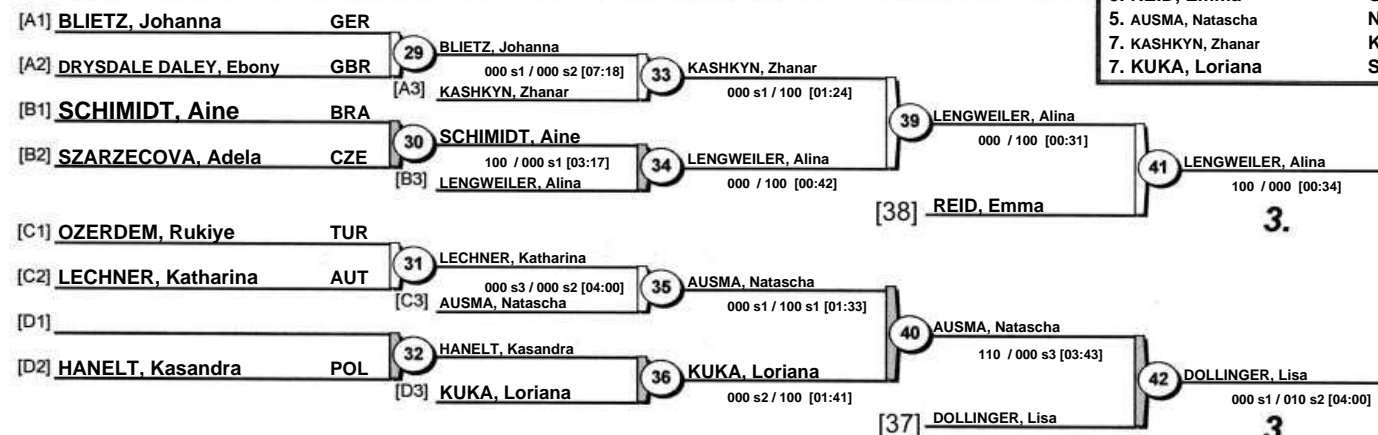 5. AUSMA, Natascha N
7. KASHKYN, Zhanar K
7. KUKA, Loriana S
[A1] BLIETZ, Johanna GER
[A2] DRYSDALE DALEY, Ebony GBR
29 BLIETZ, Johanna
000 s1 / 000 s2 [07:18]
[A3] KASHKYN, Zhanar
33 KASHKYN, Zhanar
000 s1 / 100 [01:24]
[B1] SCHIMIDT, Aine BRA
[B2] SZARZECOVA, Adela CZE
30 SCHIMIDT, Aine
100 / 000 s1 [03:17]
[B3] LENGWEILER, Alina
34 LENGWEILER, Alina
000 / 100 [00:42]
39 LENGWEILER, Alina
000 / 100 [00:31]
[38] REID, Emma
41 LENGWEILER, Alina
100 / 000 [00:34]
3.
[C1] OZERDEM, Rukiye TUR
[C2] LECHNER, Katharina AUT
31 LECHNER, Katharina
000 s3 / 000 s2 [04:00]
[C3] AUSMA, Natascha
35 AUSMA, Natascha
000 s1 / 100 s1 [01:33]
[D1]
[D2] HANELT, Kasandra POL
32 HANELT, Kasandra
[D3] KUKA, Loriana
36 KUKA, Loriana
000 s2 / 100 [01:41]
40 AUSMA, Natascha
110 / 000 s3 [03:43]
[37] DOLLINGER, Lisa
42 DOLLINGER, Lisa
000 s1 / 010 s2 [04:00]
3